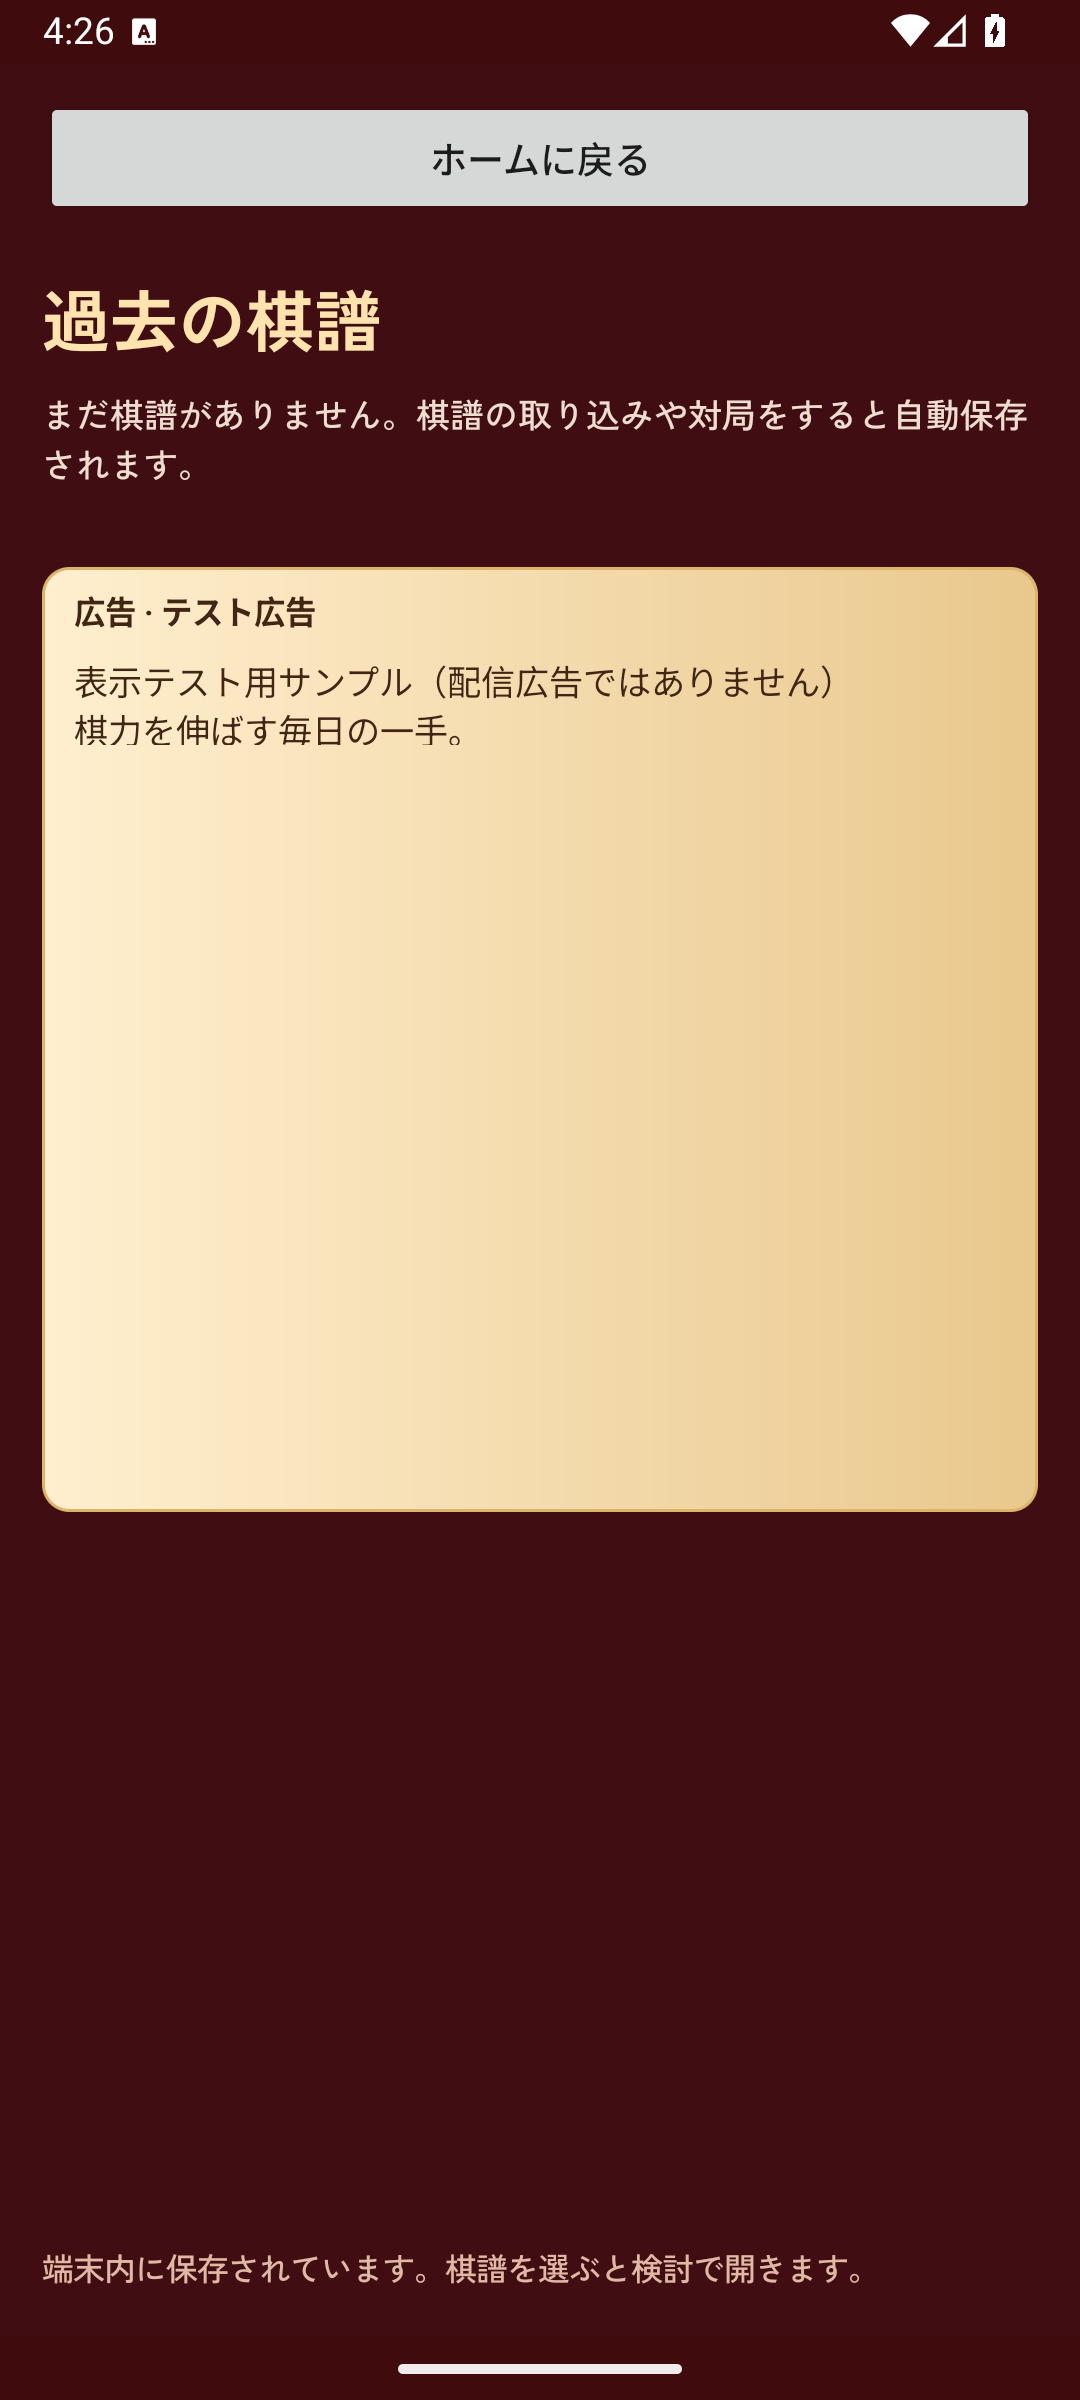 4:26
ホームに戻る
過去の棋譜
まだ棋譜がありません。棋譜の取り込みや対局をすると自動保存
されます。
広告 · テスト広告
表示テスト用サンプル（配信広告ではありません）
棋力を伸ばす毎日の一手。
端末内に保存されています。棋譜を選ぶと検討で開きます。